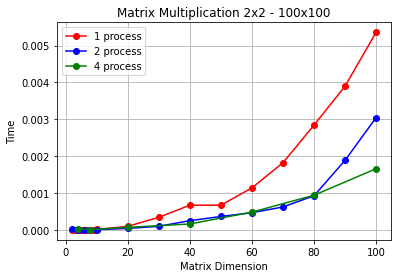 Matrix Multiplication 2x2 - 100x100
1 process
2 process
4 process
0.005
0.004
0.003
0.002
0.001
0.000
Time
0
20
40
60
80
100
Matrix Dimension